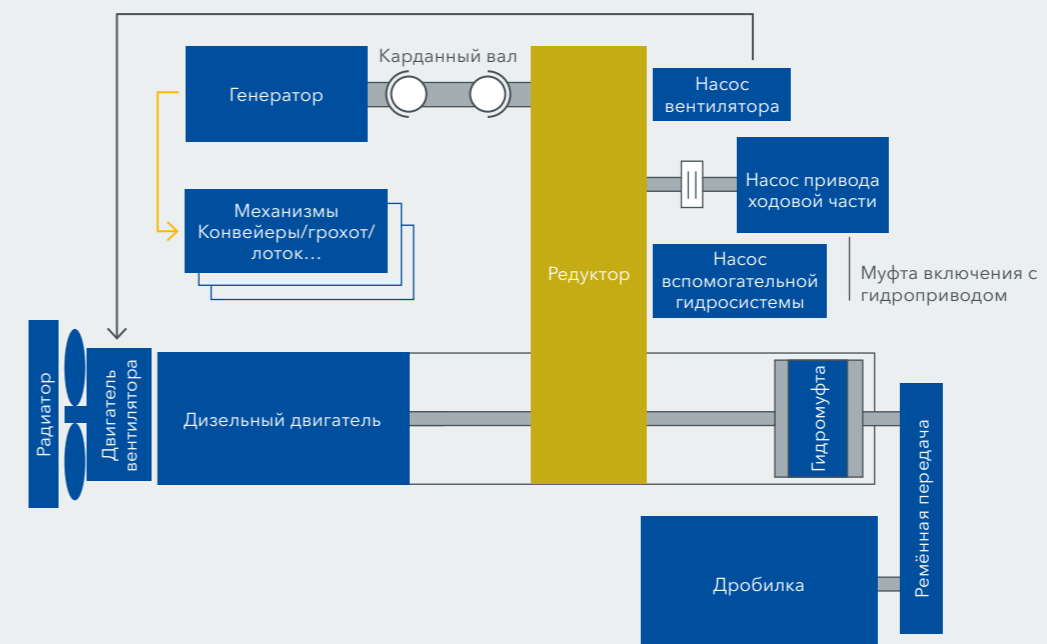 Карданный вал
Генератор
Насос
вентилятора
Насос привода
ходовой части
Механизмы
Конвейеры/грохот/
лоток...
Редуктор
Насос
вспомогательной
гидросистемы
Муфта включения с
гидроприводом
Радиатор
Двигатель
вентилятора
Дизельный двигатель
Гидромуфта
Ремённая передача
Дробилка